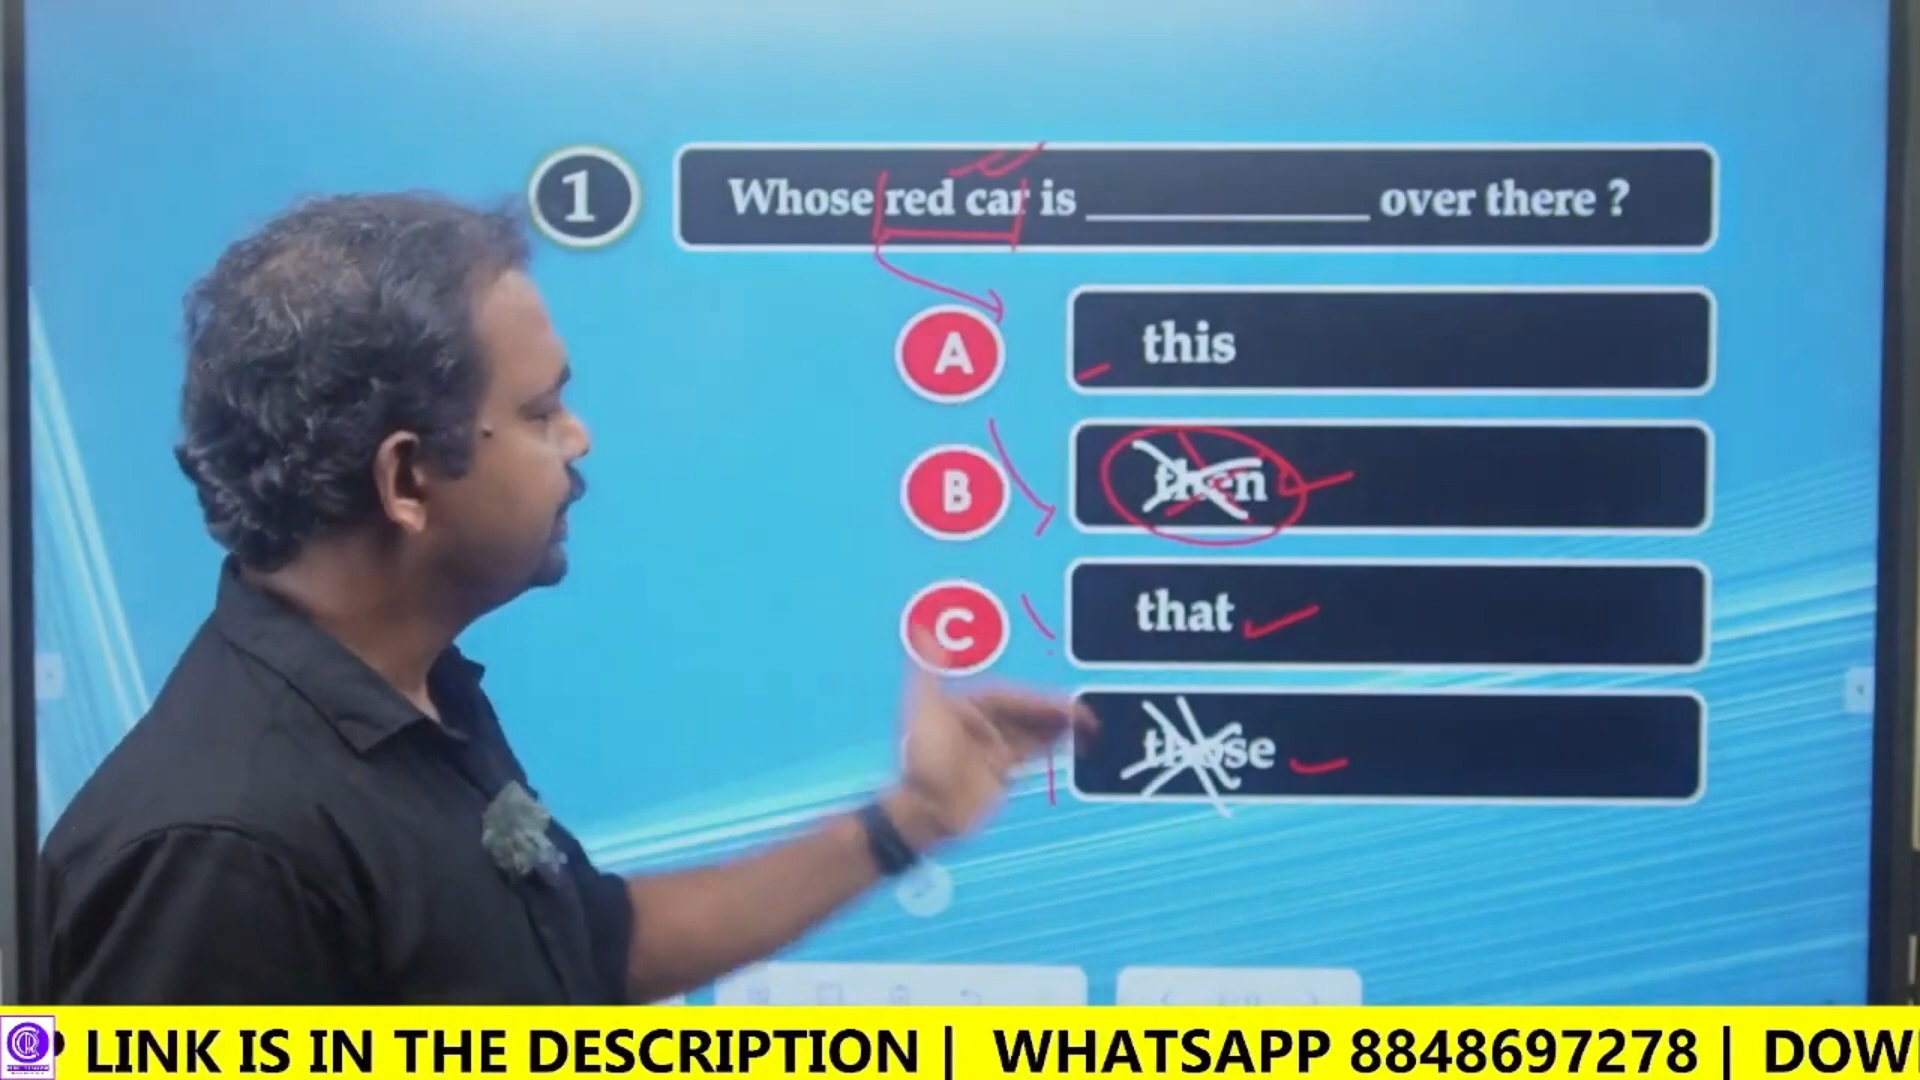 1
Whose red car is ____________ over there ?
A this
B then
C that
those
LINK IS IN THE DESCRIPTION | WHATSAPP 8848697278 | DOW